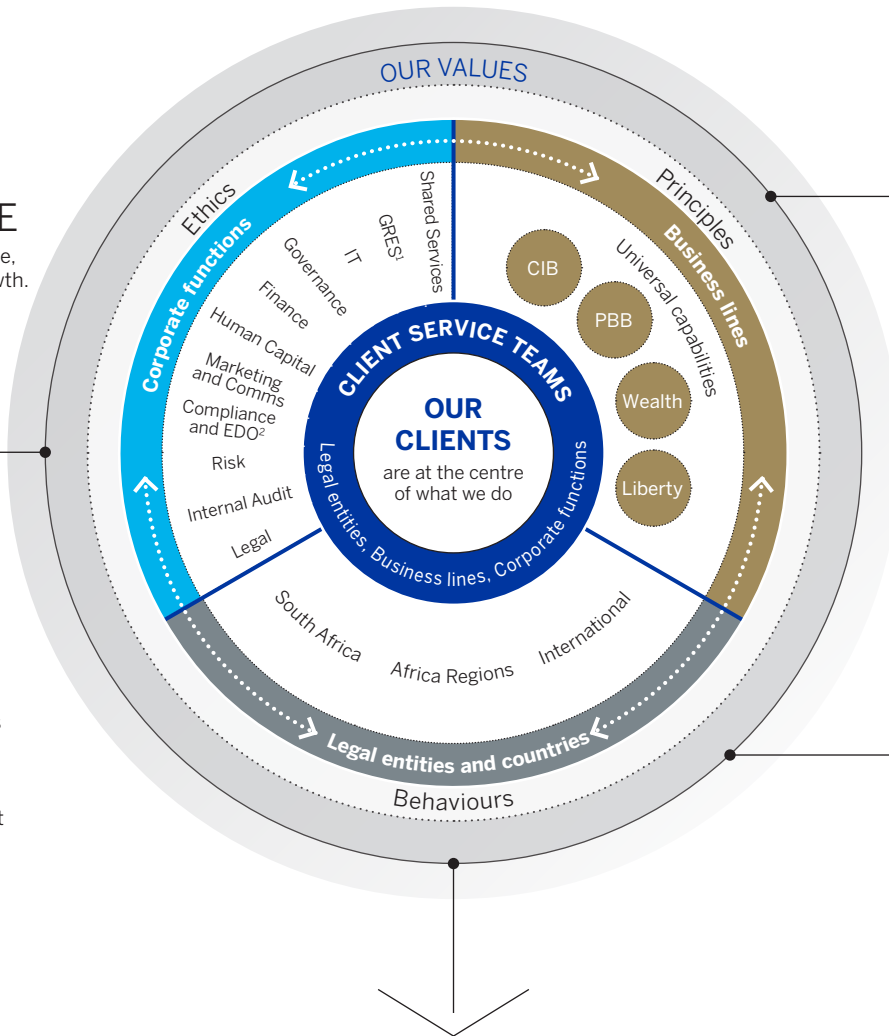 OUR VALUES
Ethics
Principles
Behaviours
Corporate functions
Business lines
Legal entities and countries
Shared Services
GRES¹
IT
Governance
Finance
Human Capital
Marketing
and Comms
Compliance
and EDO²
Risk
Internal Audit
Legal
Universal capabilities
CIB
PBB
Wealth
Liberty
South Africa
Africa Regions
International
CLIENT SERVICE TEAMS
Legal entities, Business lines, Corporate functions
OUR
CLIENTS
are at the centre
of what we do